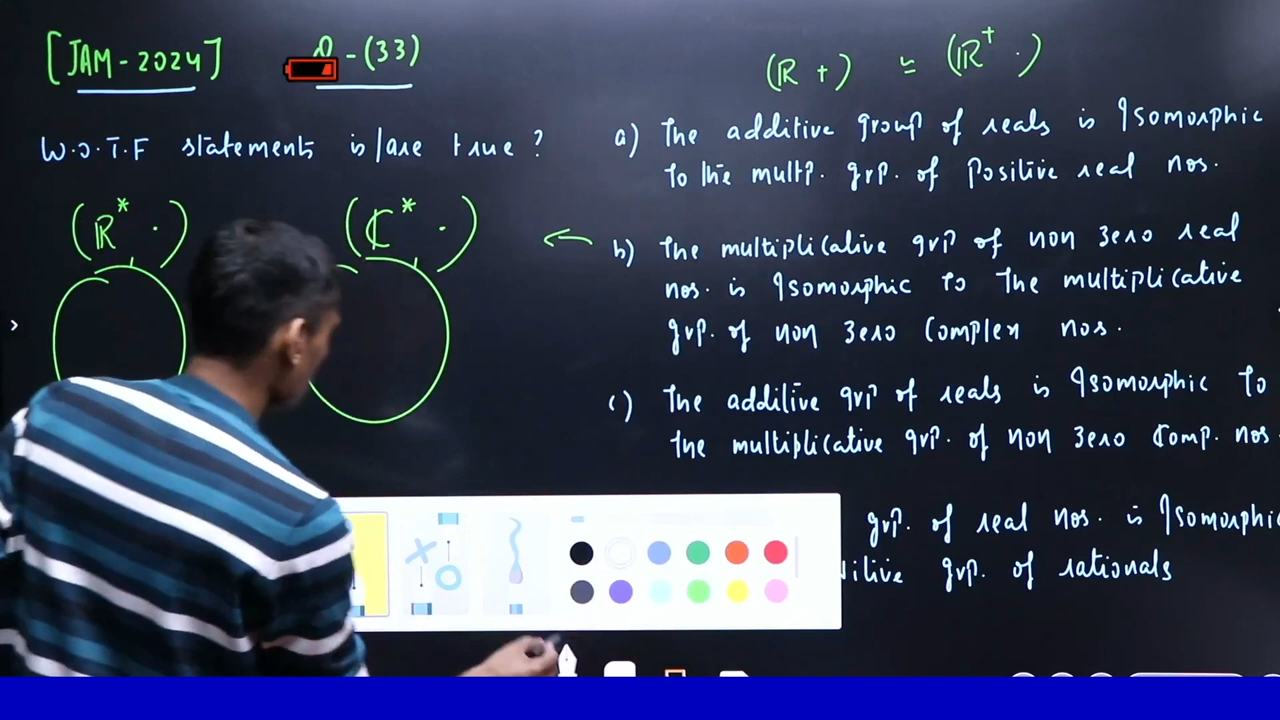 [JAM - 2024] - (33)
W.O.T.F statements is/are true ?
(ℝ* ·) (ℂ* ·)
(ℝ +) ≅ (ℝ⁺ ·)
a) The additive group of reals is Isomorphic
To the multp. grp. of positive real nos.
b) The multiplicative grp of non zero real
nos. is Isomorphic To The multiplicative
grp. of non zero complex nos.
c) The additive grp of reals is Isomorphic To
The multiplicative grp. of non zero comp. nos.
grp. of real nos. is Isomorphic
grp. of rationals